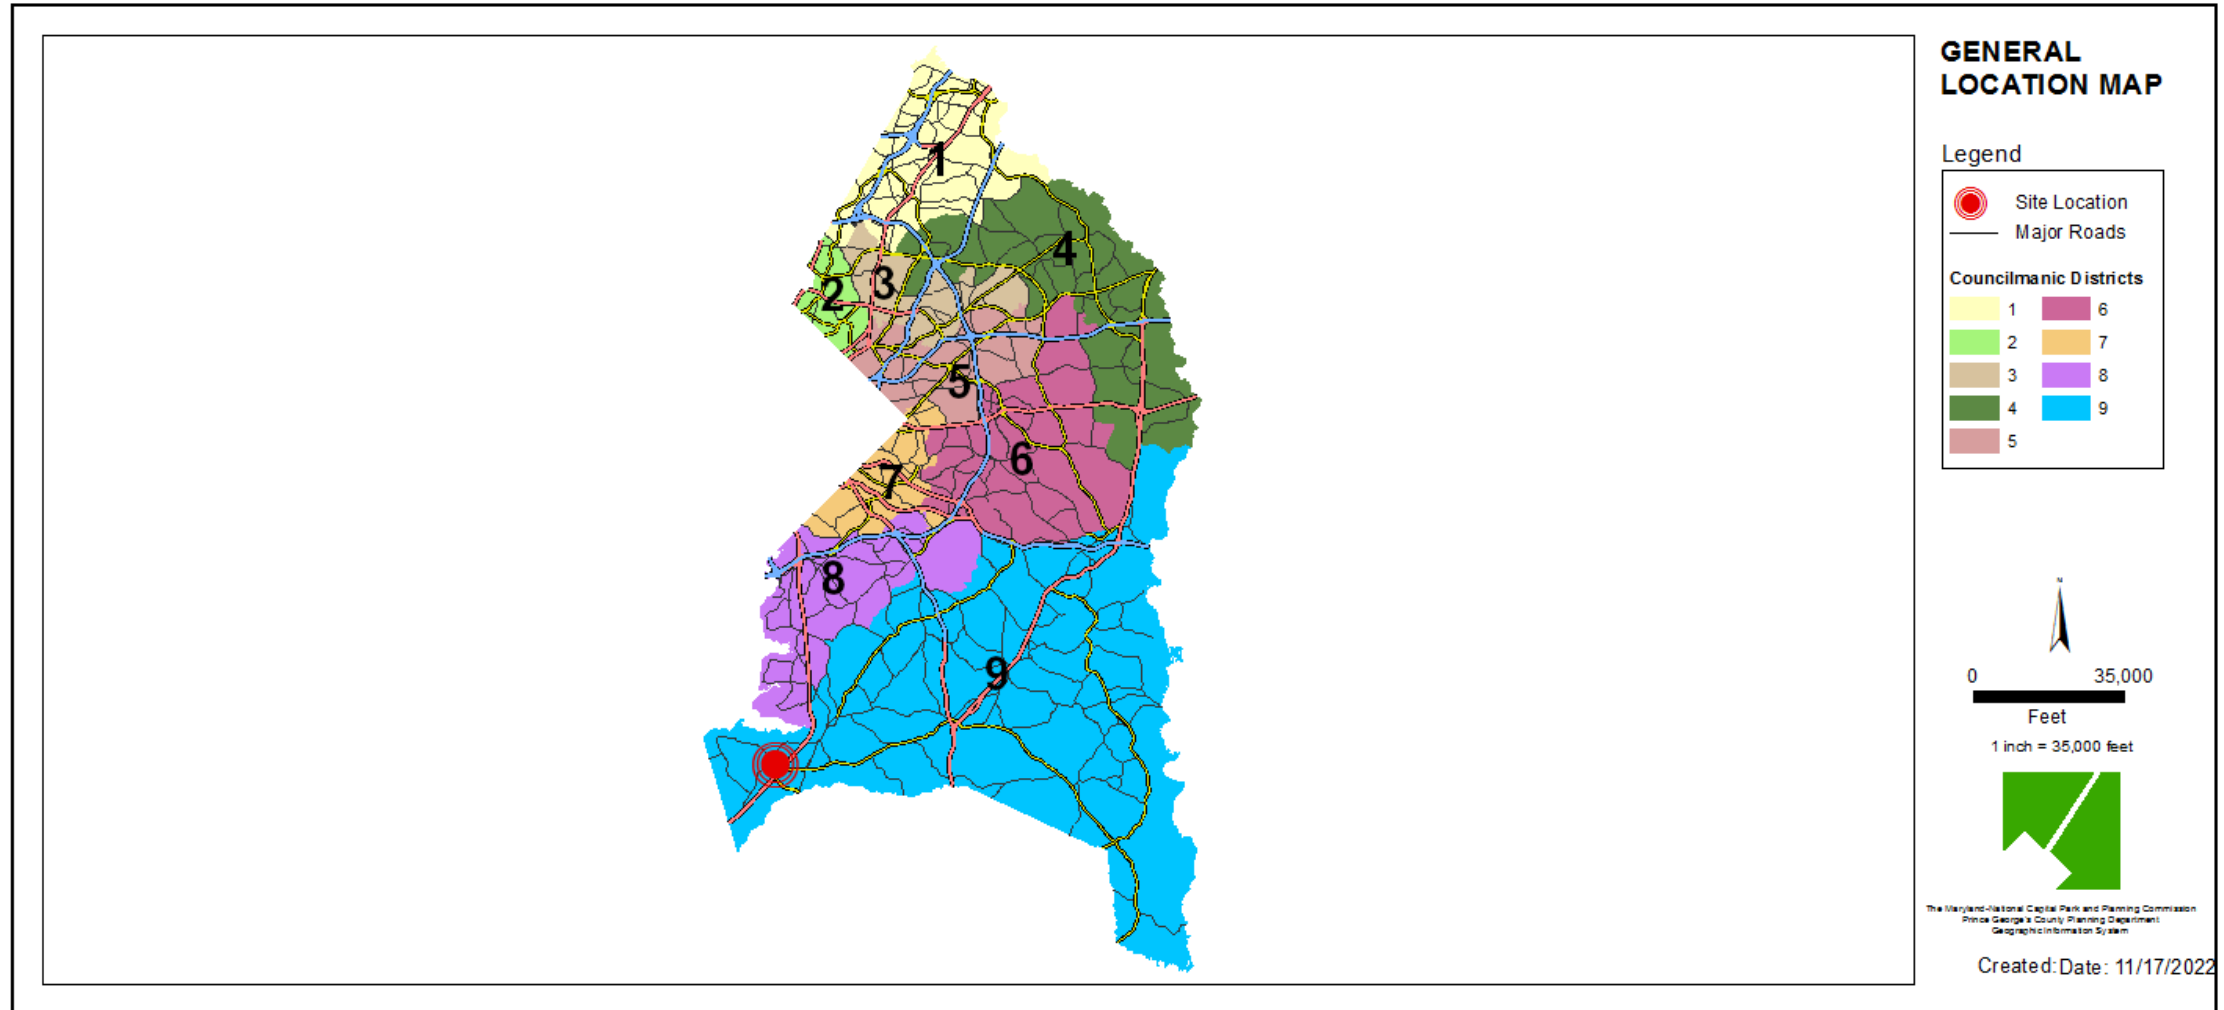 GENERAL
LOCATION MAP
Legend
Site Location
Major Roads
Councilmanic Districts
1 6
2 7
3 8
4 9
5
1
4
3
2
5
6
7
8
9
N
0 35,000
Feet
1 inch = 35,000 feet
The Maryland-National Capital Park and Planning Commission
Prince George's County Planning Department
Geographic Information System
Created: Date: 11/17/2022